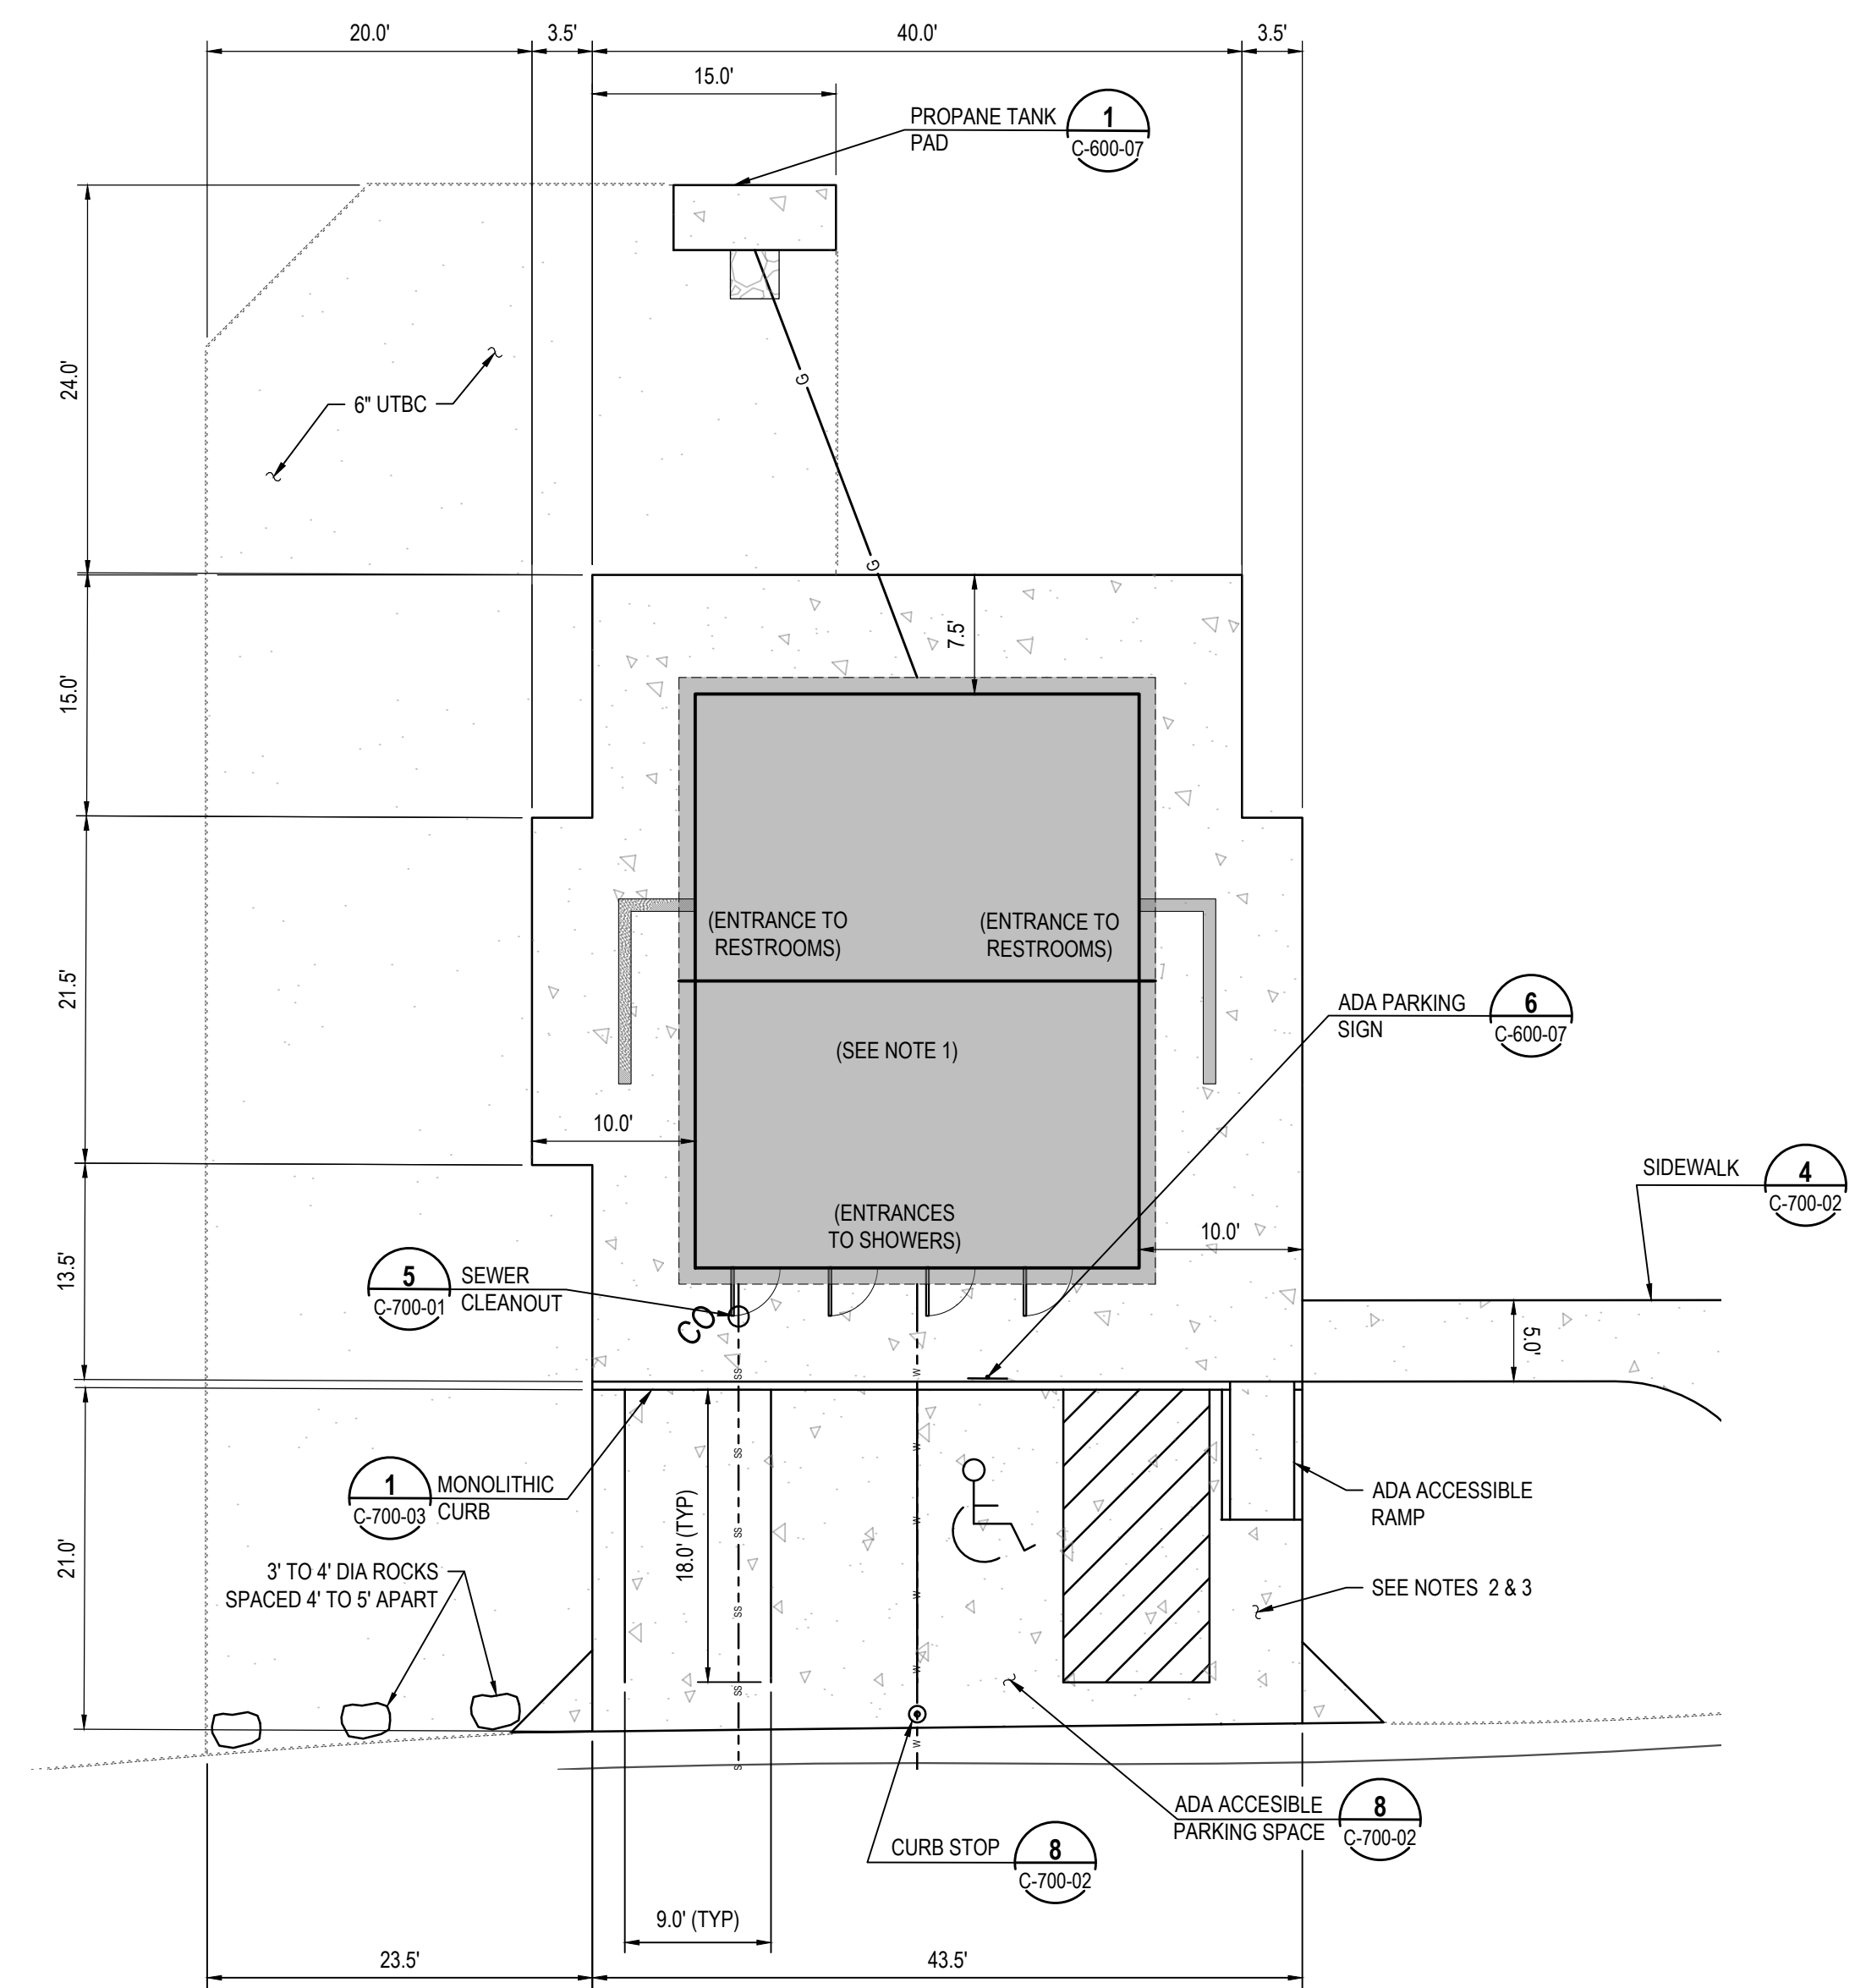 20.0'
3.5'
40.0'
3.5'
15.0'
PROPANE TANK
PAD
1
C-600-07
24.0'
6" UTBC
G
G
7.5'
15.0'
21.5'
(ENTRANCE TO
RESTROOMS)
(ENTRANCE TO
RESTROOMS)
ADA PARKING
SIGN
6
C-600-07
(SEE NOTE 1)
10.0'
SIDEWALK
4
C-700-02
(ENTRANCES
TO SHOWERS)
10.0'
13.5'
5
C-700-01
SEWER
CLEANOUT
CO
5.0'
SS
W
SS
W
1
C-700-03
MONOLITHIC
CURB
18.0' (TYP)
SS
W
ADA ACCESSIBLE
RAMP
21.0'
3' TO 4' DIA ROCKS
SPACED 4' TO 5' APART
SS
W
SEE NOTES 2 & 3
SS
W
S
W
ADA ACCESIBLE
PARKING SPACE
8
C-700-02
CURB STOP
8
C-700-02
9.0' (TYP)
23.5'
43.5'